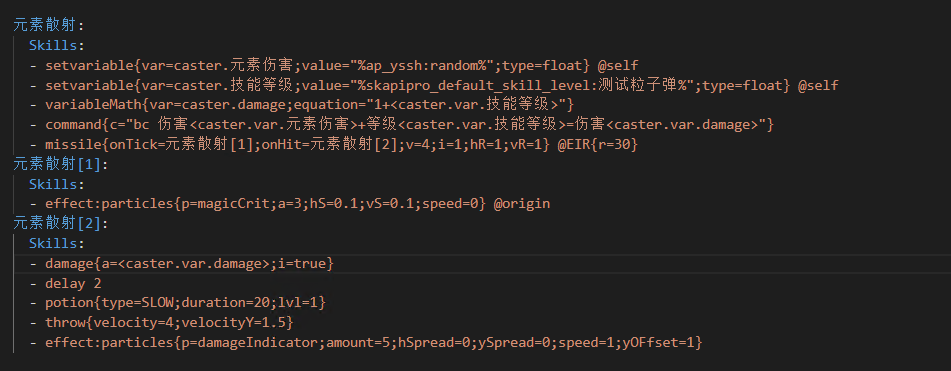 元素散射:
  Skills:
  - setvariable{var=caster.元素伤害;value="%ap_yssh:random%";type=float} @self
  - setvariable{var=caster.技能等级;value="%skapipro_default_skill_level:测试粒子弹%";type=float} @self
  - variableMath{var=caster.damage;equation="1+<caster.var.技能等级>"}
  - command{c="bc 伤害<caster.var.元素伤害>+等级<caster.var.技能等级>=伤害<caster.var.damage>"}
  - missile{onTick=元素散射[1];onHit=元素散射[2];v=4;i=1;hR=1;vR=1} @EIR{r=30}
元素散射[1]:
  Skills:
  - effect:particles{p=magicCrit;a=3;hS=0.1;vS=0.1;speed=0} @origin
元素散射[2]:
  Skills:
  - damage{a=<caster.var.damage>;i=true}
  - delay 2
  - potion{type=SLOW;duration=20;lvl=1}
  - throw{velocity=4;velocityY=1.5}
  - effect:particles{p=damageIndicator;amount=5;hSpread=0;ySpread=0;speed=1;yOFfset=1}